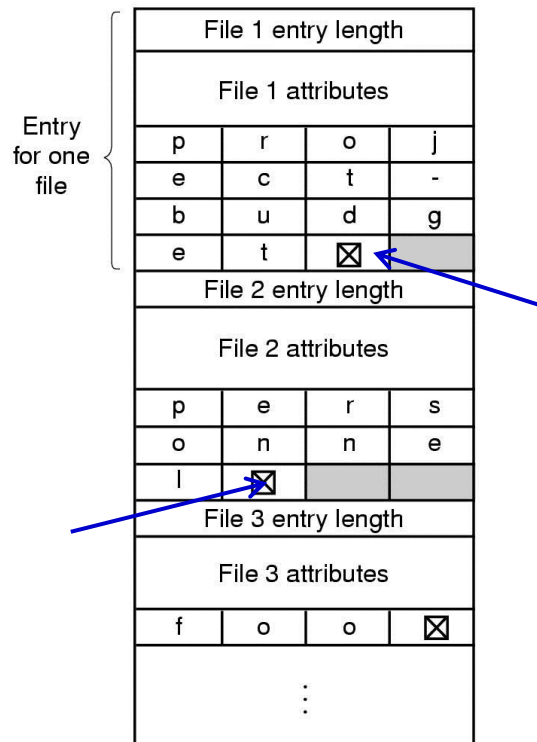 File 1 entry length
File 1 attributes
Entry
for one
file
p r o j
e c t -
b u d g
e t
File 2 entry length
File 2 attributes
p e r s
o n n e
l
File 3 entry length
File 3 attributes
f o o
⋮